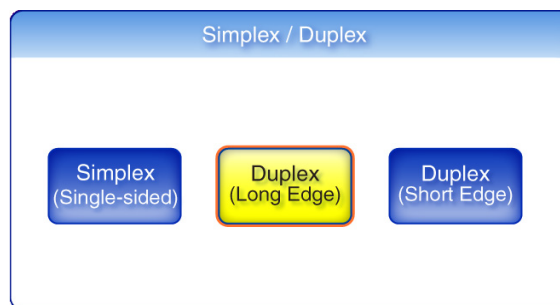 Simplex / Duplex
Simplex
(Single-sided)
Duplex
(Long Edge)
Duplex
(Short Edge)